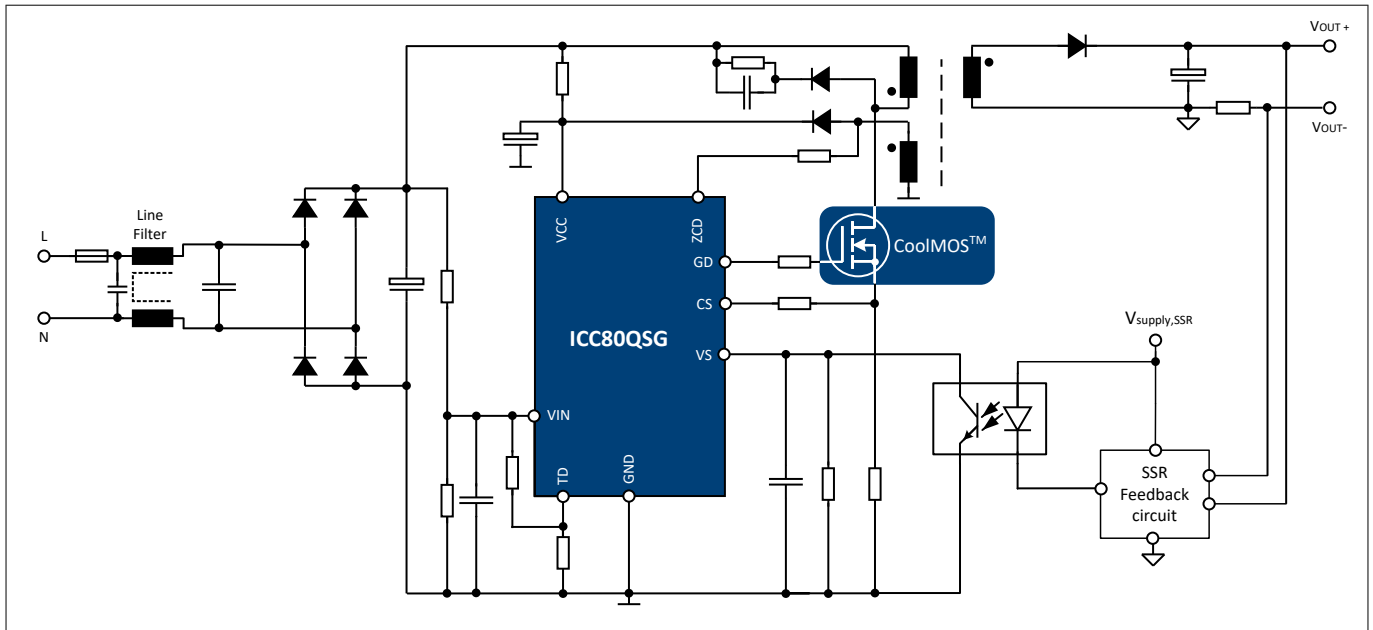 VOUT +
VOUT-
Line
Filter
L
N
VCC
ZCD
GD
CS
VS
VIN
TD
GND
ICC80QSG
CoolMOS™
Vsupply,SSR
SSR
Feedback
circuit